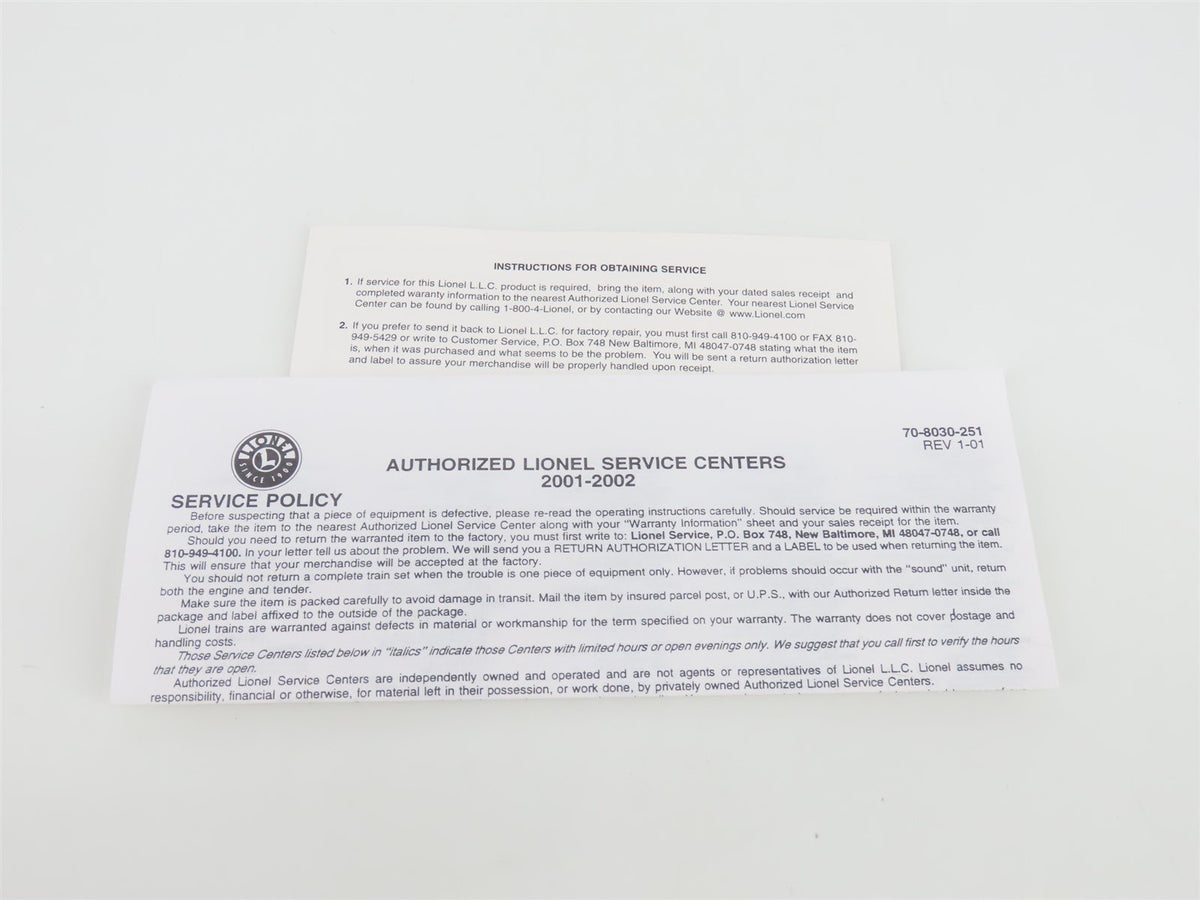 INSTRUCTIONS FOR OBTAINING SERVICE
1. If service for this Lionel L.L.C. product is required, bring the item, along with your dated sales receipt and
completed waranty information to the nearest Authorized Lionel Service Center. Your nearest Lionel Service
Center can be found by calling 1-800-4-Lionel, or by contacting our Website @ www.Lionel.com
2. If you prefer to send it back to Lionel L.L.C. for factory repair, you must first call 810-949-4100 or FAX 810-
949-5429 or write to Customer Service, P.O. Box 748 New Baltimore, MI 48047-0748 stating what the item
is, when it was purchased and what seems to be the problem. You will be sent a return authorization letter
and label to assure your merchandise will be properly handled upon receipt.
70-8030-251
REV 1-01
LIONEL
L
SINCE 1900
AUTHORIZED LIONEL SERVICE CENTERS
2001-2002
SERVICE POLICY
Before suspecting that a piece of equipment is defective, please re-read the operating instructions carefully. Should service be required within the warranty
period, take the item to the nearest Authorized Lionel Service Center along with your "Warranty Information" sheet and your sales receipt for the item.
Should you need to return the warranted item to the factory, you must first write to: Lionel Service, P.O. Box 748, New Baltimore, MI 48047-0748, or call
810-949-4100. In your letter tell us about the problem. We will send you a RETURN AUTHORIZATION LETTER and a LABEL to be used when returning the item.
This will ensure that your merchandise will be accepted at the factory.
You should not return a complete train set when the trouble is one piece of equipment only. However, if problems should occur with the "sound" unit, return
both the engine and tender.
Make sure the item is packed carefully to avoid damage in transit. Mail the item by insured parcel post, or U.P.S., with our Authorized Return letter inside the
package and label affixed to the outside of the package.
Lionel trains are warranted against defects in material or workmanship for the term specified on your warranty. The warranty does not cover postage and
handling costs.
Those Service Centers listed below in "italics" indicate those Centers with limited hours or open evenings only. We suggest that you call first to verify the hours
that they are open.
Authorized Lionel Service Centers are independently owned and operated and are not agents or representatives of Lionel L.L.C. Lionel assumes no
responsibility, financial or otherwise, for material left in their possession, or work done, by privately owned Authorized Lionel Service Centers.